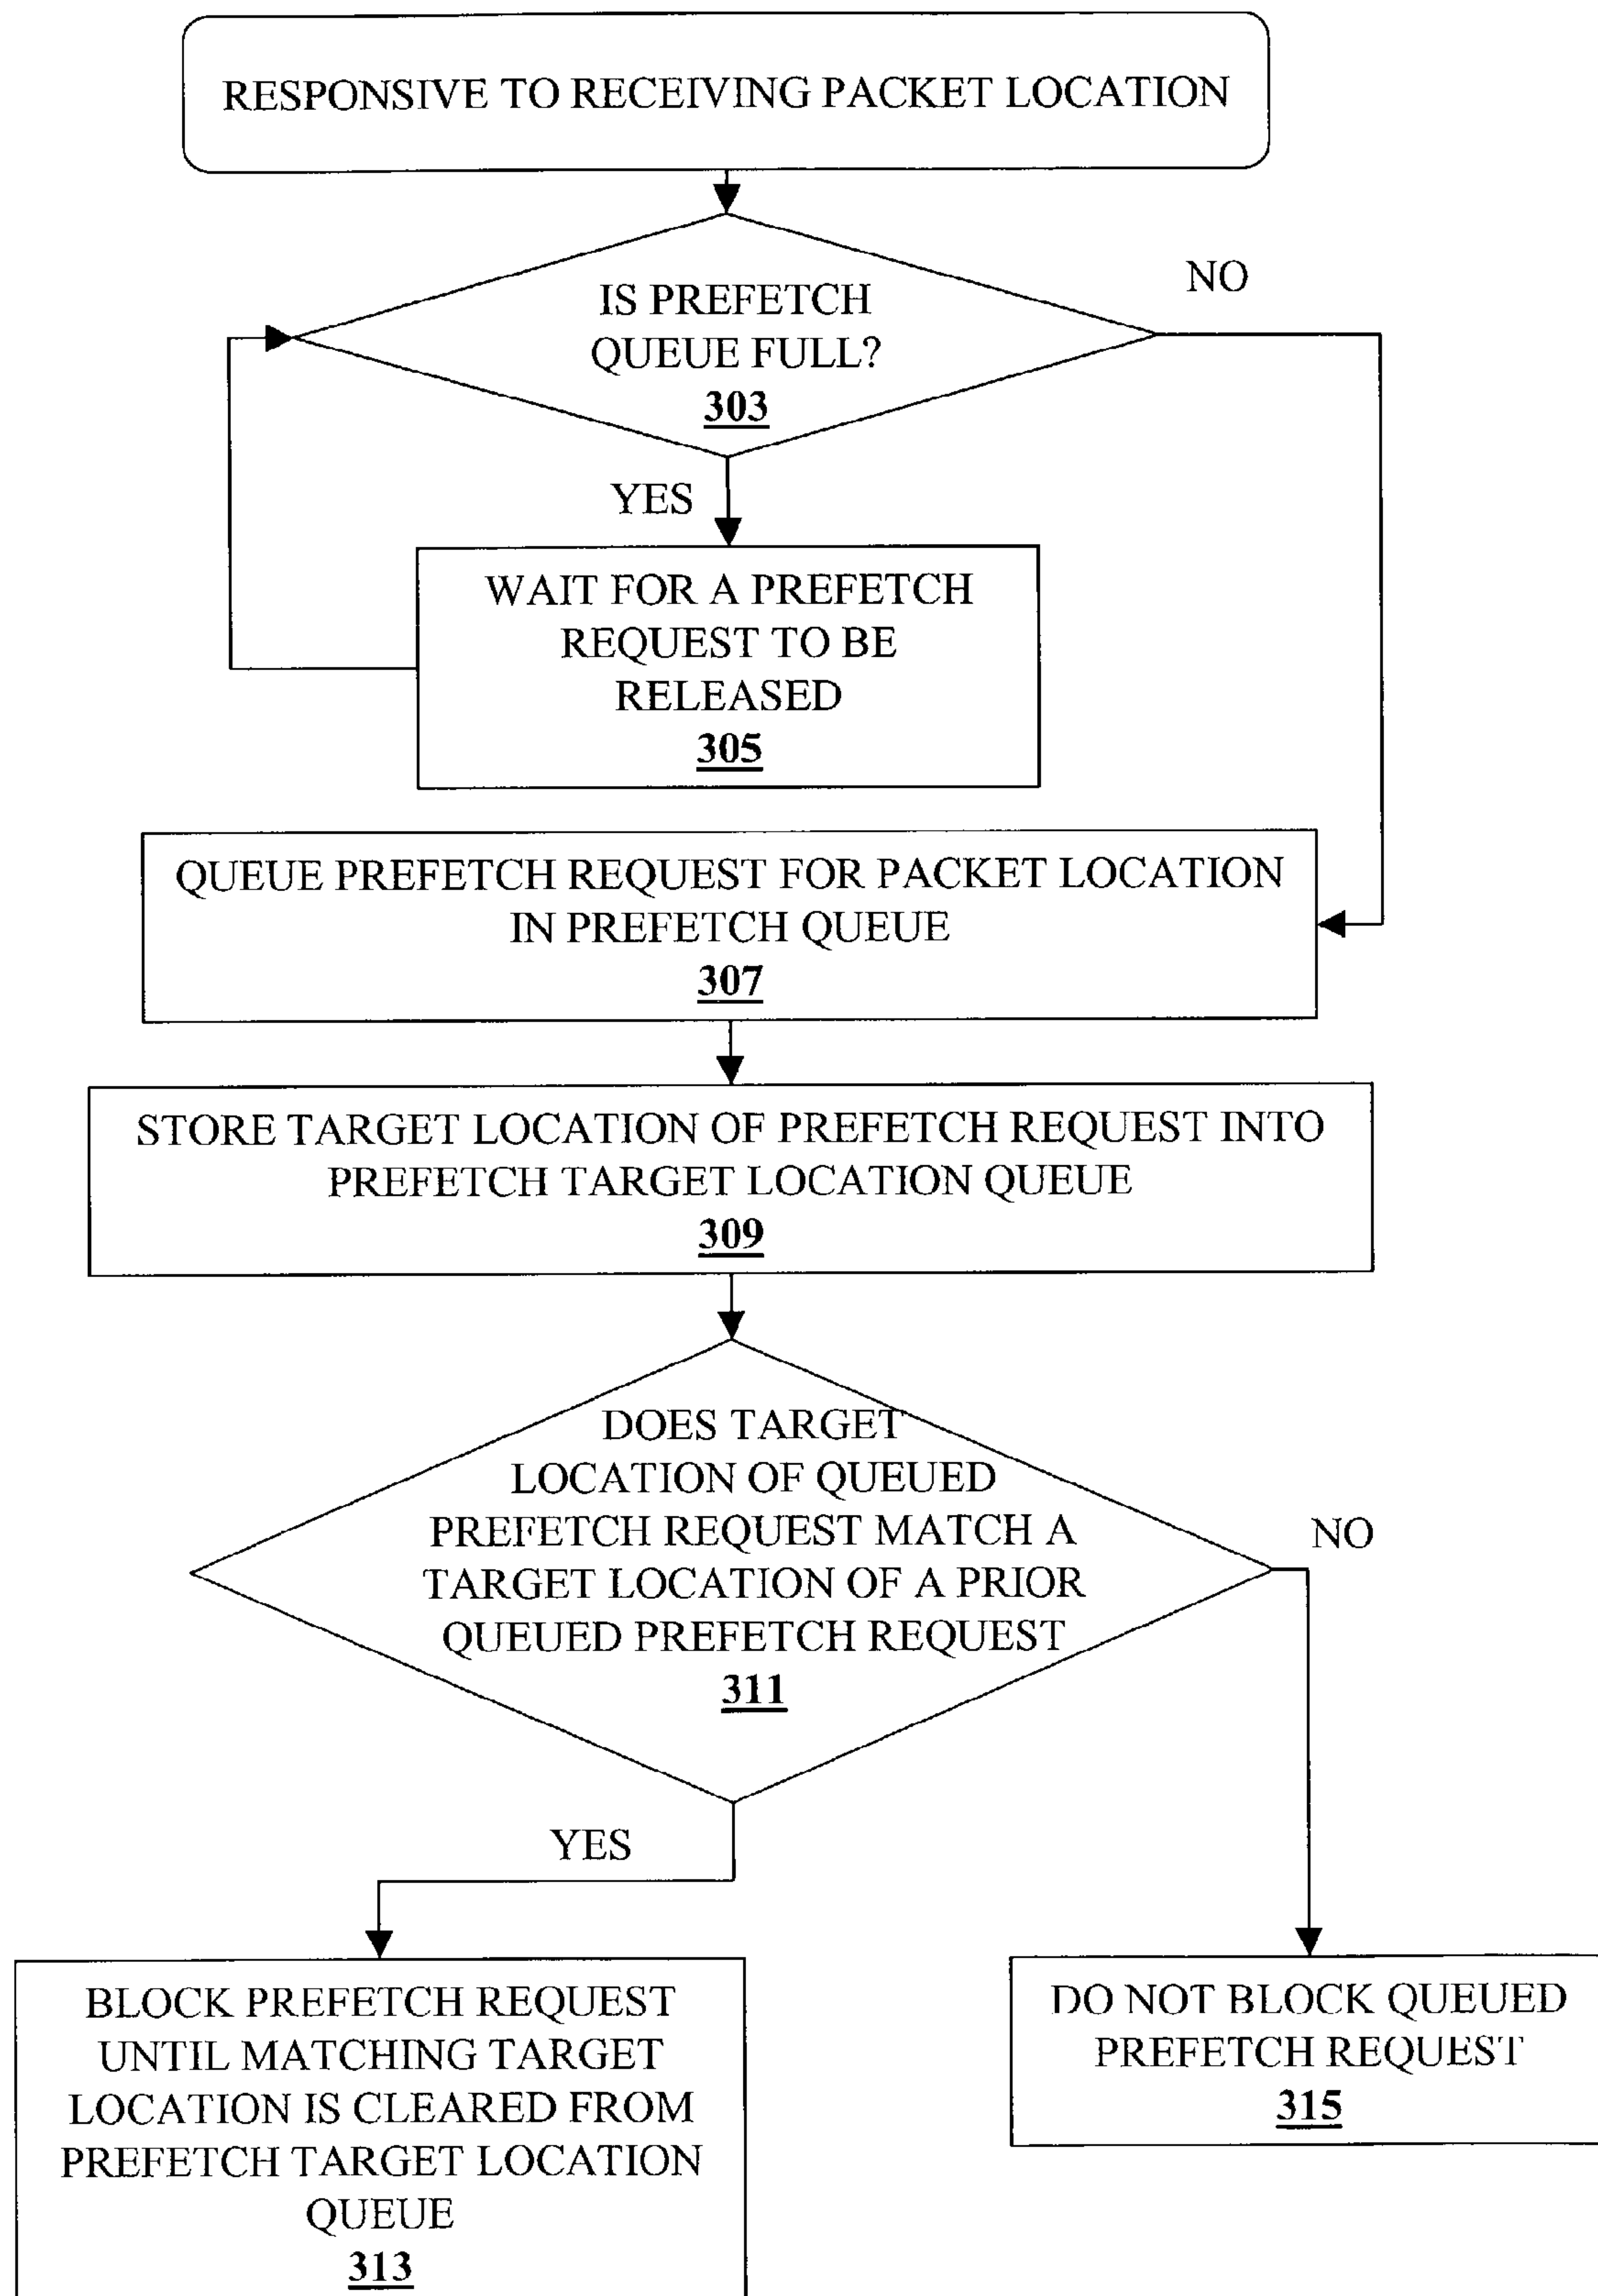 RESPONSIVE TO RECEIVING PACKET LOCATION
IS PREFETCH
QUEUE FULL?
303
NO
YES
WAIT FOR A PREFETCH
REQUEST TO BE
RELEASED
305
QUEUE PREFETCH REQUEST FOR PACKET LOCATION
IN PREFETCH QUEUE
307
STORE TARGET LOCATION OF PREFETCH REQUEST INTO
PREFETCH TARGET LOCATION QUEUE
309
DOES TARGET
LOCATION OF QUEUED
PREFETCH REQUEST MATCH A
TARGET LOCATION OF A PRIOR
QUEUED PREFETCH REQUEST
311
NO
YES
BLOCK PREFETCH REQUEST
UNTIL MATCHING TARGET
LOCATION IS CLEARED FROM
PREFETCH TARGET LOCATION
QUEUE
313
DO NOT BLOCK QUEUED
PREFETCH REQUEST
315